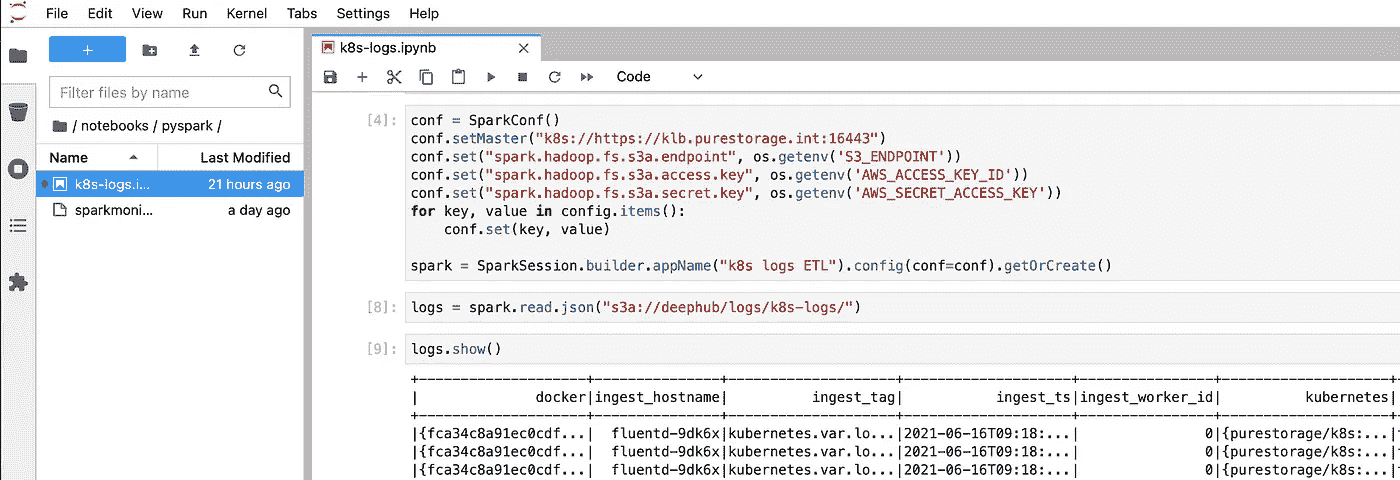 File Edit View Run Kernel Tabs Settings Help
Filter files by name
/ notebooks / pyspark /
Name Last Modified
k8s-logs.i... 21 hours ago
sparkmoni... a day ago
k8s-logs.ipynb
Code
[4]: conf = SparkConf()
conf.setMaster("k8s://https://klb.purestorage.int:16443")
conf.set("spark.hadoop.fs.s3a.endpoint", os.getenv('S3_ENDPOINT'))
conf.set("spark.hadoop.fs.s3a.access.key", os.getenv('AWS_ACCESS_KEY_ID'))
conf.set("spark.hadoop.fs.s3a.secret.key", os.getenv('AWS_SECRET_ACCESS_KEY'))
for key, value in config.items():
    conf.set(key, value)
spark = SparkSession.builder.appName("k8s logs ETL").config(conf=conf).getOrCreate()
[8]: logs = spark.read.json("s3a://deephub/logs/k8s-logs/")
[9]: logs.show()
+--------------------+---------------+--------------------+--------------------+----------------+--------------------+
|              docker|ingest_hostname|          ingest_tag|           ingest_ts|ingest_worker_id|          kubernetes|
+--------------------+---------------+--------------------+--------------------+----------------+--------------------+
|{fca34c8a91ec0cdf...|  fluentd-9dk6x|kubernetes.var.lo...|2021-06-16T09:18:...|               0|{purestorage/k8s:...|
|{fca34c8a91ec0cdf...|  fluentd-9dk6x|kubernetes.var.lo...|2021-06-16T09:18:...|               0|{purestorage/k8s:...|
|{fca34c8a91ec0cdf...|  fluentd-9dk6x|kubernetes.var.lo...|2021-06-16T09:18:...|               0|{purestorage/k8s:...|